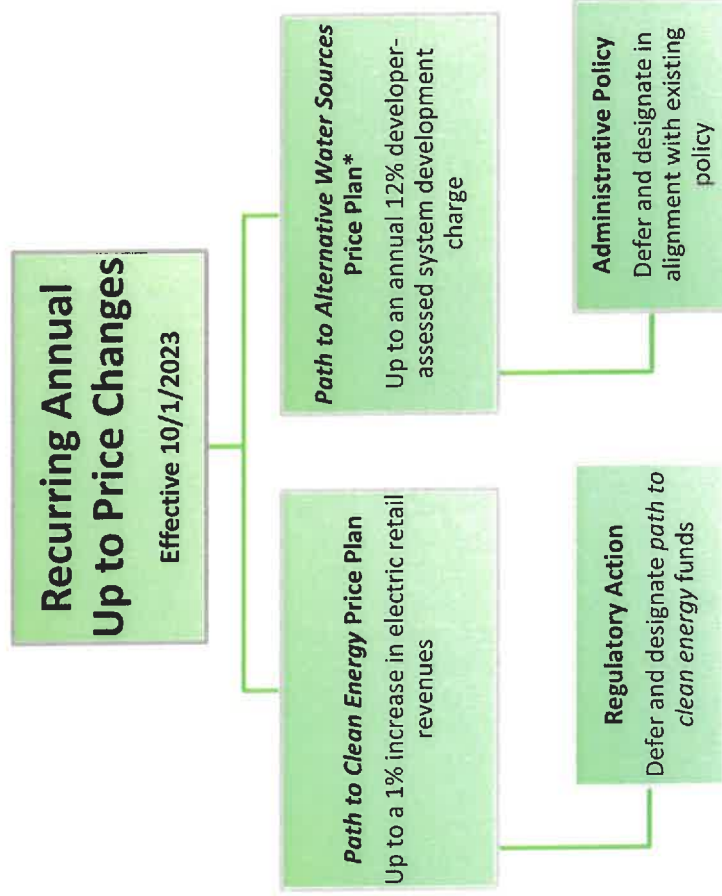 Recurring Annual
Up to Price Changes
Effective 10/1/2023
Path to Clean Energy Price Plan
Up to a 1% increase in electric retail
revenues
Path to Alternative Water Sources
Price Plan*
Up to an annual 12% developer-
assessed system development
charge
Regulatory Action
Defer and designate path to
clean energy funds
Administrative Policy
Defer and designate in
alignment with existing
policy